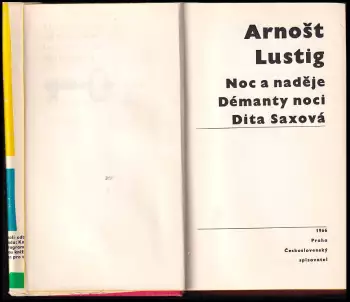 Arnošt
Lustig
Noc a naděje
Démanty noci
Dita Saxová
1966
Praha
Československý
spisovatel